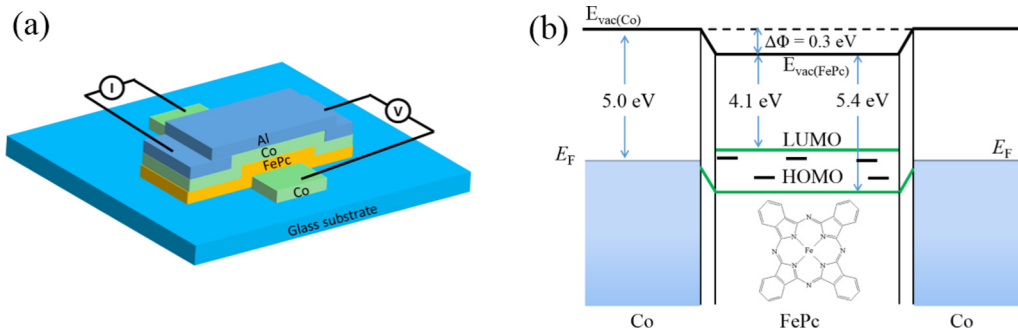 (a)
I
V
Al
Co
FePc
Co
Glass substrate
(b)
E_vac(Co)
ΔΦ = 0.3 eV
E_vac(FePc)
5.0 eV
4.1 eV
5.4 eV
LUMO
E_F
E_F
HOMO
N
N
N
N
Fe
N
N
N
N
Co
FePc
Co